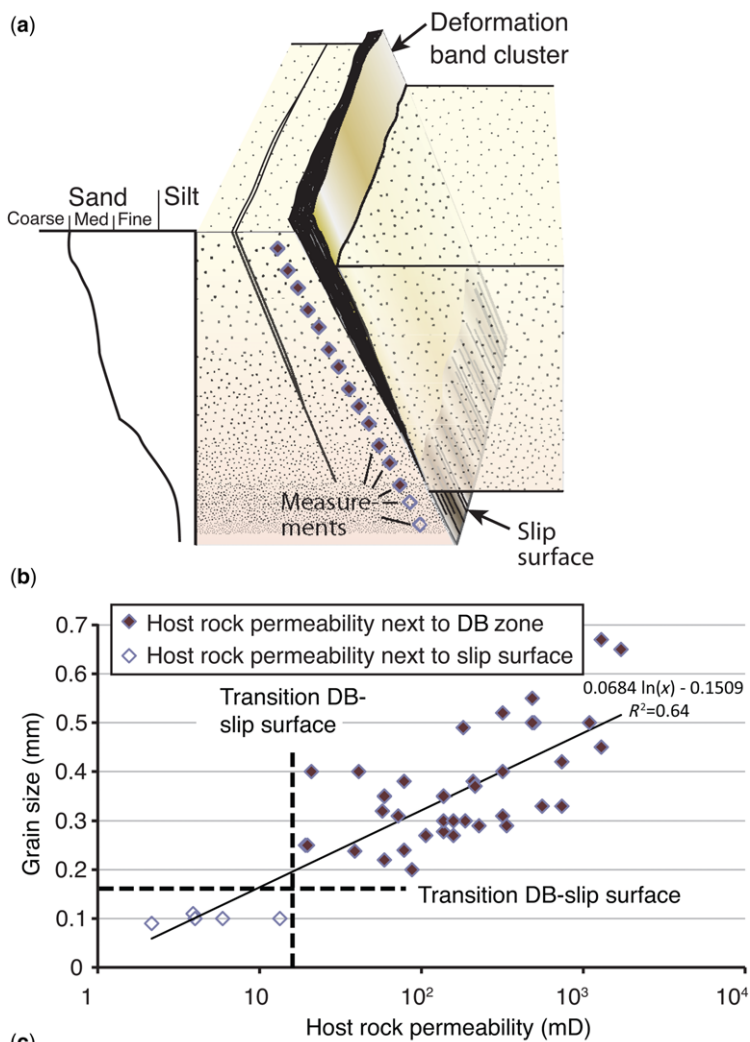 (a)
Deformation
band cluster
Sand
Silt
Coarse
Med
Fine
Measure-
ments
Slip
surface
(b)
0.7
0.6
0.5
0.4
0.3
0.2
0.1
0
Grain size (mm)
Host rock permeability next to DB zone
Host rock permeability next to slip surface
Transition DB-
slip surface
0.0684 ln(x) - 0.1509
R²=0.64
Transition DB-slip surface
1
10
10²
10³
10⁴
Host rock permeability (mD)